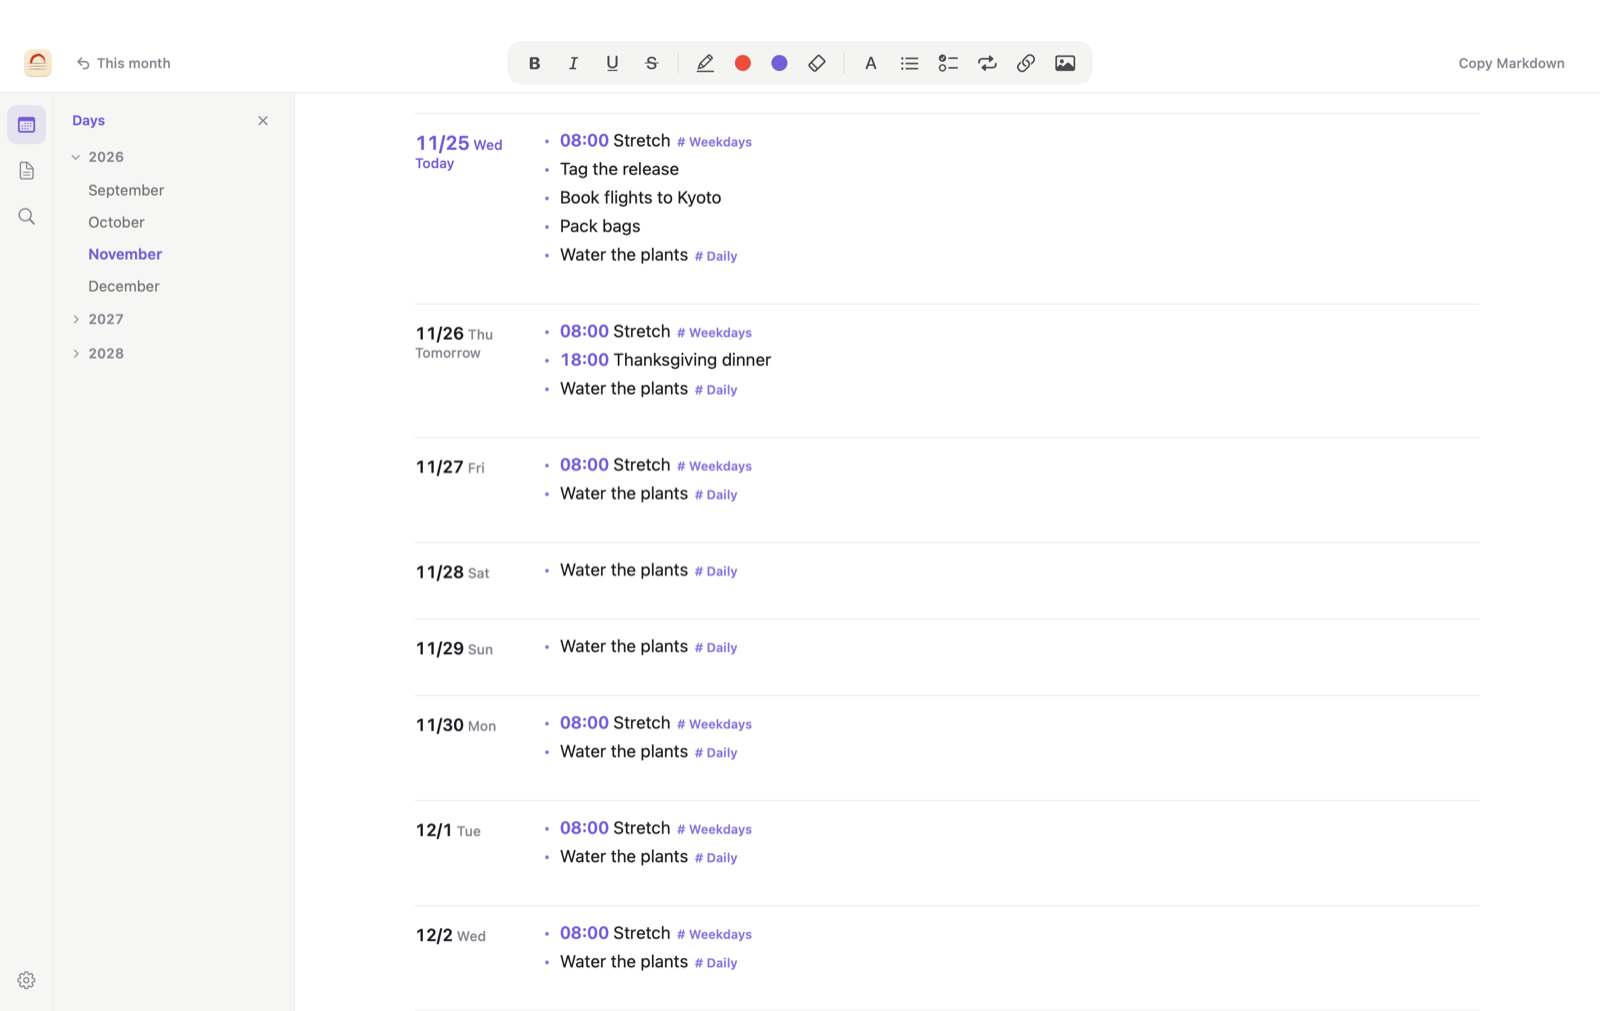 This month
B I U S
A
Copy Markdown
Days
2026
September
October
November
December
2027
2028
11/25 Wed
Today
• 08:00 Stretch # Weekdays
• Tag the release
• Book flights to Kyoto
• Pack bags
• Water the plants # Daily
11/26 Thu
Tomorrow
• 08:00 Stretch # Weekdays
• 18:00 Thanksgiving dinner
• Water the plants # Daily
11/27 Fri
• 08:00 Stretch # Weekdays
• Water the plants # Daily
11/28 Sat
• Water the plants # Daily
11/29 Sun
• Water the plants # Daily
11/30 Mon
• 08:00 Stretch # Weekdays
• Water the plants # Daily
12/1 Tue
• 08:00 Stretch # Weekdays
• Water the plants # Daily
12/2 Wed
• 08:00 Stretch # Weekdays
• Water the plants # Daily